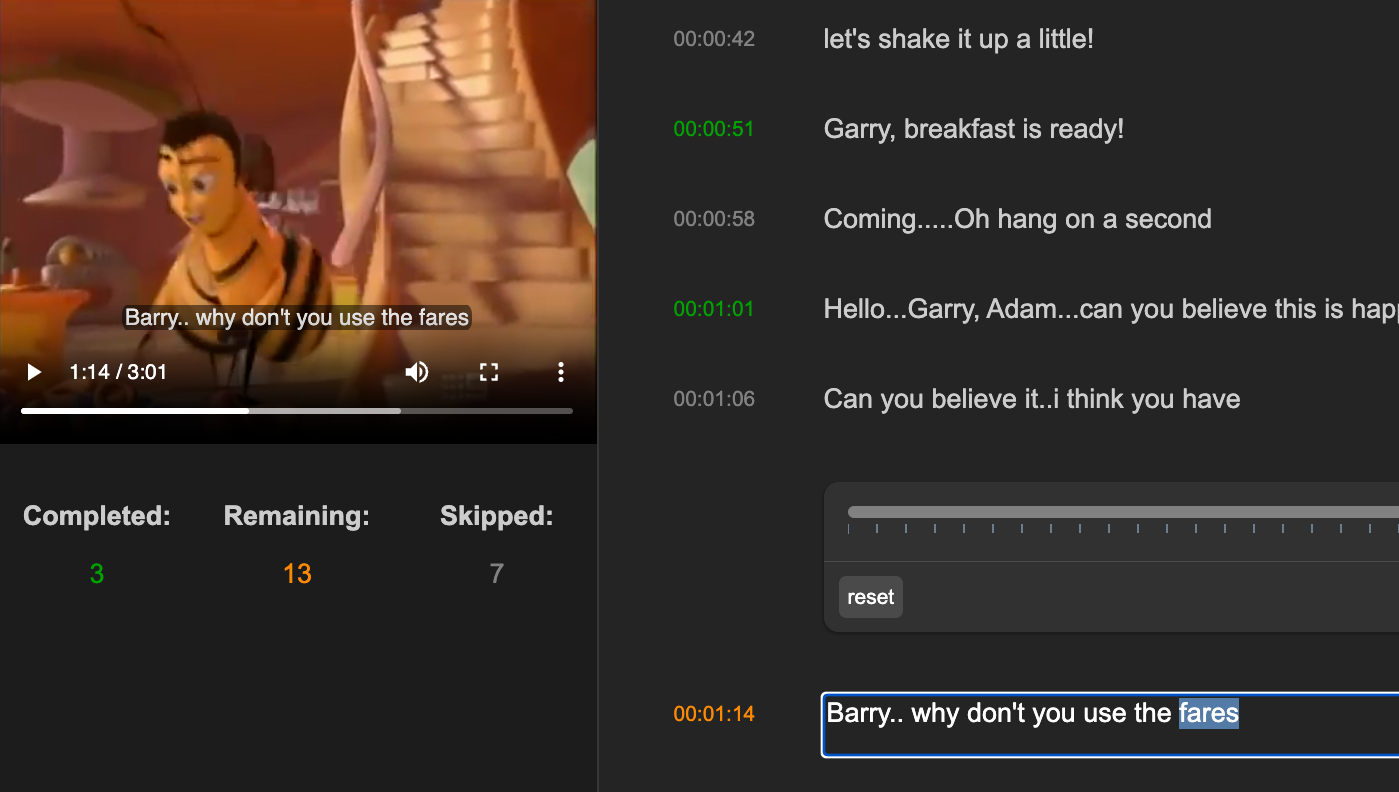 Barry.. why don't you use the fares
1:14 / 3:01
Completed: Remaining: Skipped:
3 13 7
00:00:42 let's shake it up a little!
00:00:51 Garry, breakfast is ready!
00:00:58 Coming.....Oh hang on a second
00:01:01 Hello...Garry, Adam...can you believe this is hap
00:01:06 Can you believe it..i think you have
reset
00:01:14 Barry.. why don't you use the fares